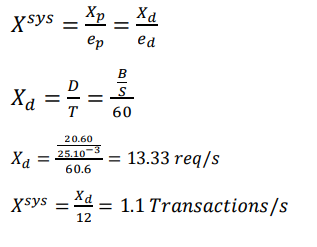 X^sys = X_p / e_p = X_d / e_d
X_d = D / T = (B / S) / 60
X_d = (20.60 / 25.10^-3) / 60.6 = 13.33 req/s
X^sys = X_d / 12 = 1.1 Transactions/s